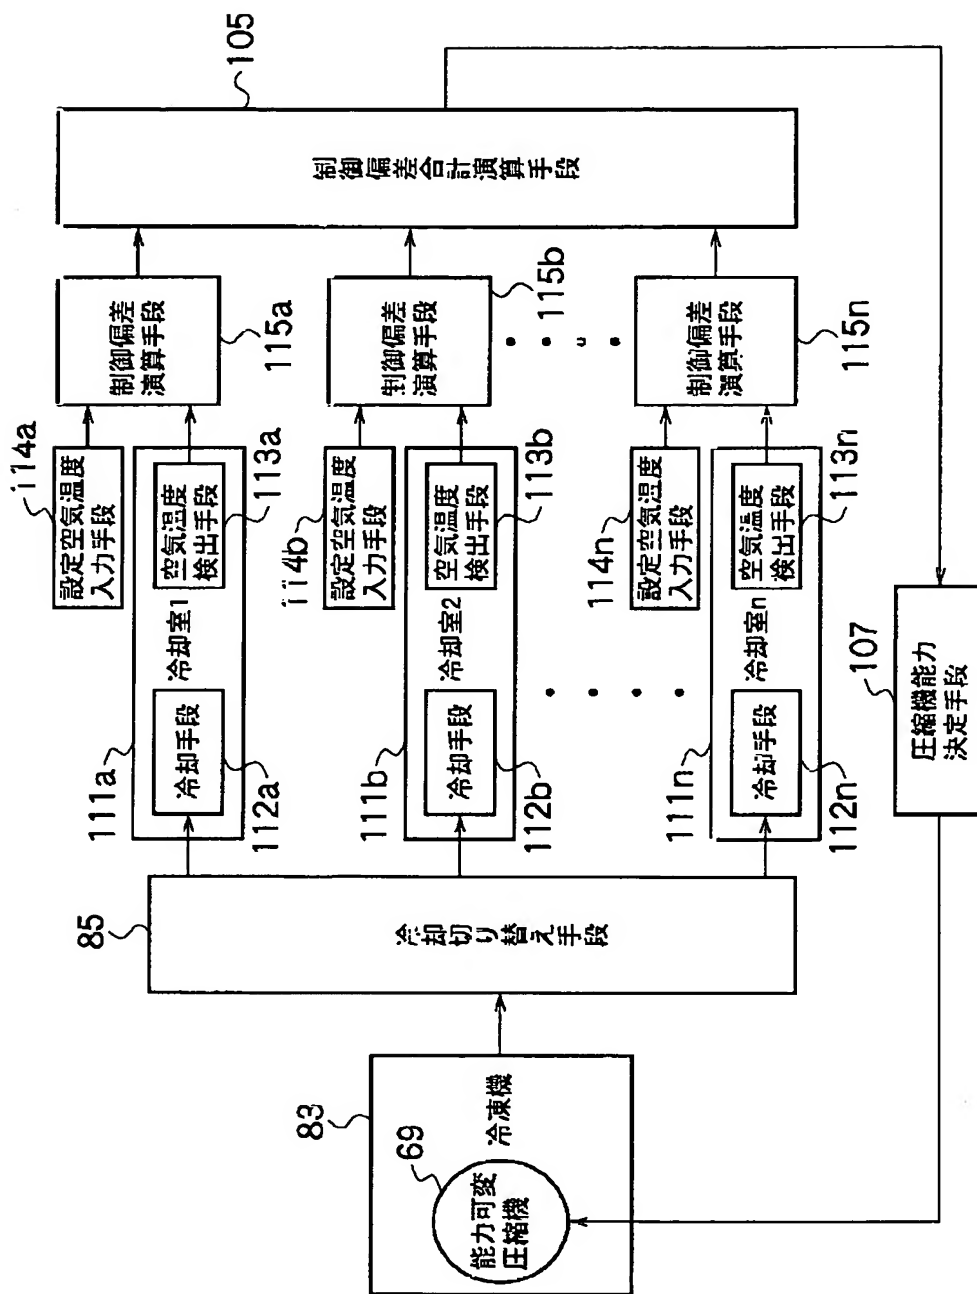 83
69
能力可変
圧縮機
冷凍機
85
冷却切り替え手段
111a
冷却手段
112a
冷却室1
空気温度
検出手段
113a
114a
設定空気温度
入力手段
制御偏差
演算手段
115a
111b
冷却手段
112b
冷却室2
空気温度
検出手段
113b
114b
設定空気温度
入力手段
制御偏差
演算手段
115b
111n
冷却手段
112n
冷却室n
空気温度
検出手段
113n
114n
設定空気温度
入力手段
制御偏差
演算手段
115n
制御偏差合計演算手段
105
107
圧縮機能力
決定手段